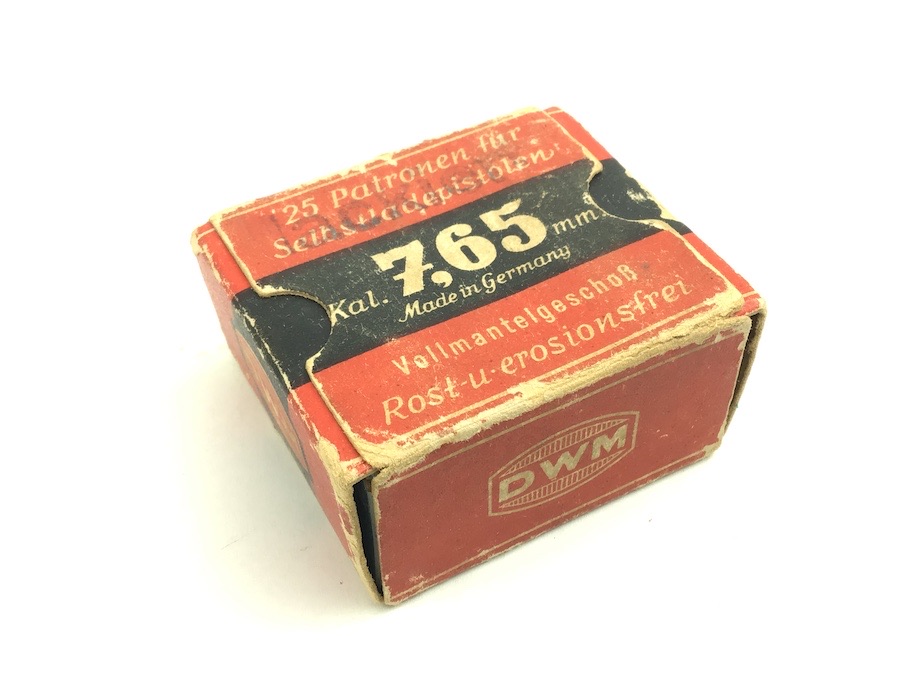 25 Patronen für
Selbstladepistolen
Kal. 7,65 mm
Made in Germany
Vollmantelgeschoß
Rost-u-erosionsfrei
DWM